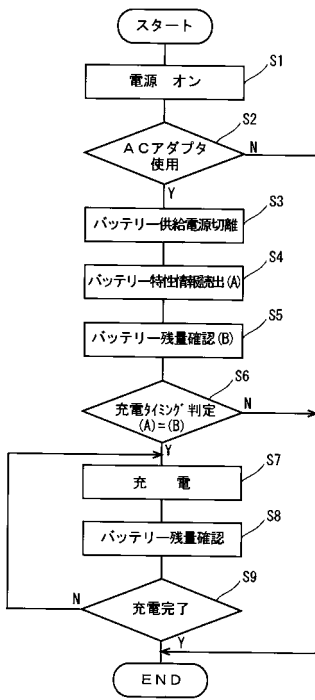 スタート
S1
電源 オン
S2
ACアダプタ
使用
N
Y
S3
バッテリー供給電源切離
S4
バッテリー特性情報読出(A)
S5
バッテリー残量確認(B)
S6
充電タイミング判定
(A)=(B)
N
Y
S7
充 電
S8
バッテリー残量確認
S9
充電完了
N
Y
END